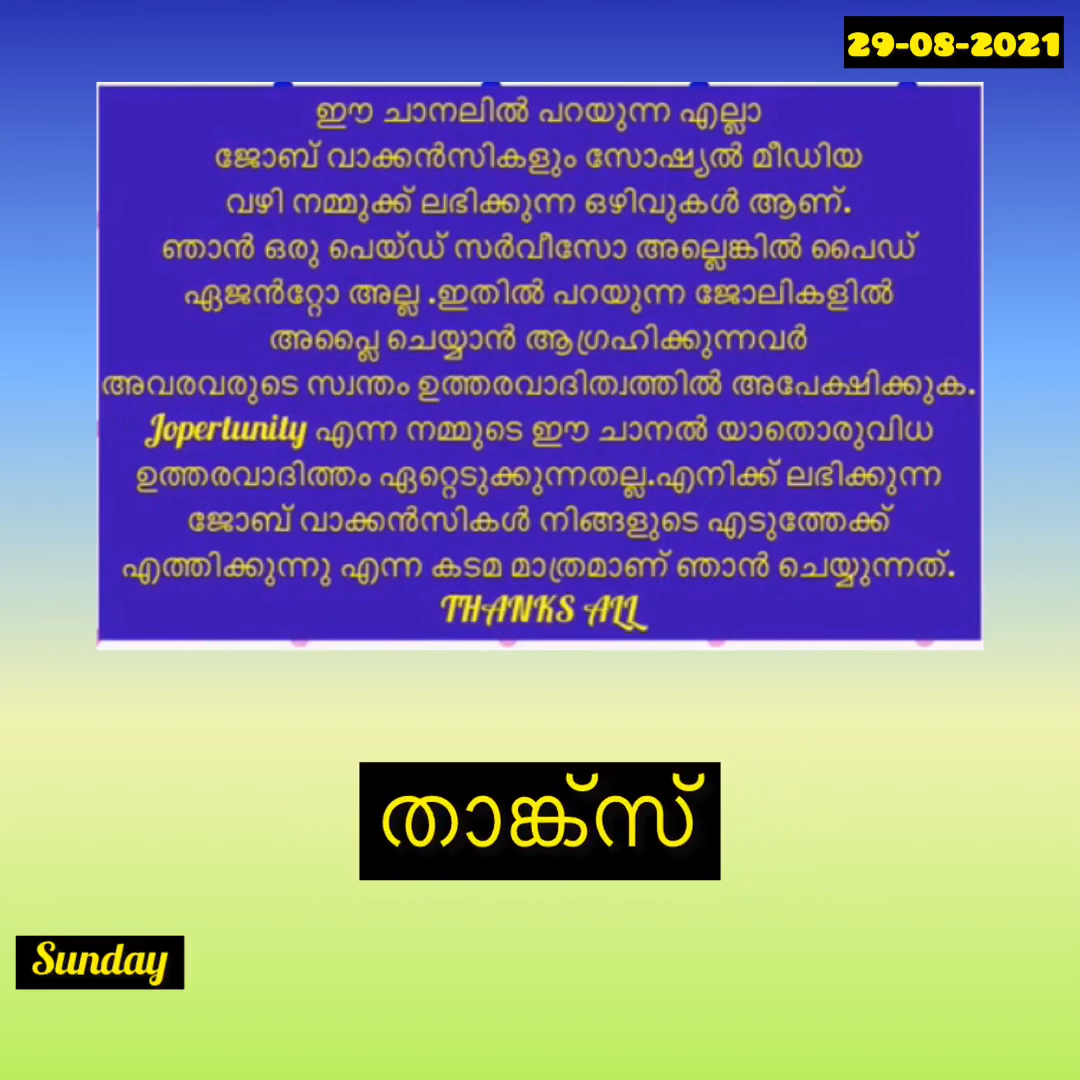 29-08-2021
ഈ ചാനലിൽ പറയുന്ന എല്ലാ
ജോബ് വാക്കൻസികളും സോഷ്യൽ മീഡിയ
വഴി നമ്മുക്ക് ലഭിക്കുന്ന ഒഴിവുകൾ ആണ്.
ഞാൻ ഒരു പെയ്ഡ് സർവീസോ അല്ലെങ്കിൽ പൈഡ്
ഏജൻറ്റോ അല്ല .ഇതിൽ പറയുന്ന ജോലികളിൽ
അപ്ലൈ ചെയ്യാൻ ആഗ്രഹിക്കുന്നവർ
അവരവരുടെ സ്വന്തം ഉത്തരവാദിത്വത്തിൽ അപേക്ഷിക്കുക.
Jopertunity എന്ന നമ്മുടെ ഈ ചാനൽ യാതൊരുവിധ
ഉത്തരവാദിത്തം ഏറ്റെടുക്കുന്നതല്ല.എനിക്ക് ലഭിക്കുന്ന
ജോബ് വാക്കൻസികൾ നിങ്ങളുടെ എടുത്തേക്ക്
എത്തിക്കുന്നു എന്ന കടമ മാത്രമാണ് ഞാൻ ചെയ്യുന്നത്.
THANKS ALL
താങ്ക്സ്
Sunday